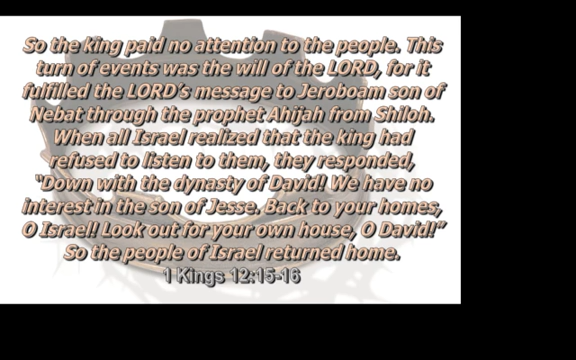 So the king paid no attention to the people. This
turn of events was the will of the LORD, for it
fulfilled the LORD's message to Jeroboam son of
Nebat through the prophet Ahijah from Shiloh.
When all Israel realized that the king had
refused to listen to them, they responded,
"Down with the dynasty of David!! We have no
interest in the son of Jesse. Back to your homes,
O Israel!! Look out for your own house, O David!"
So the people of Israel returned home.
1 Kings 12:15-16